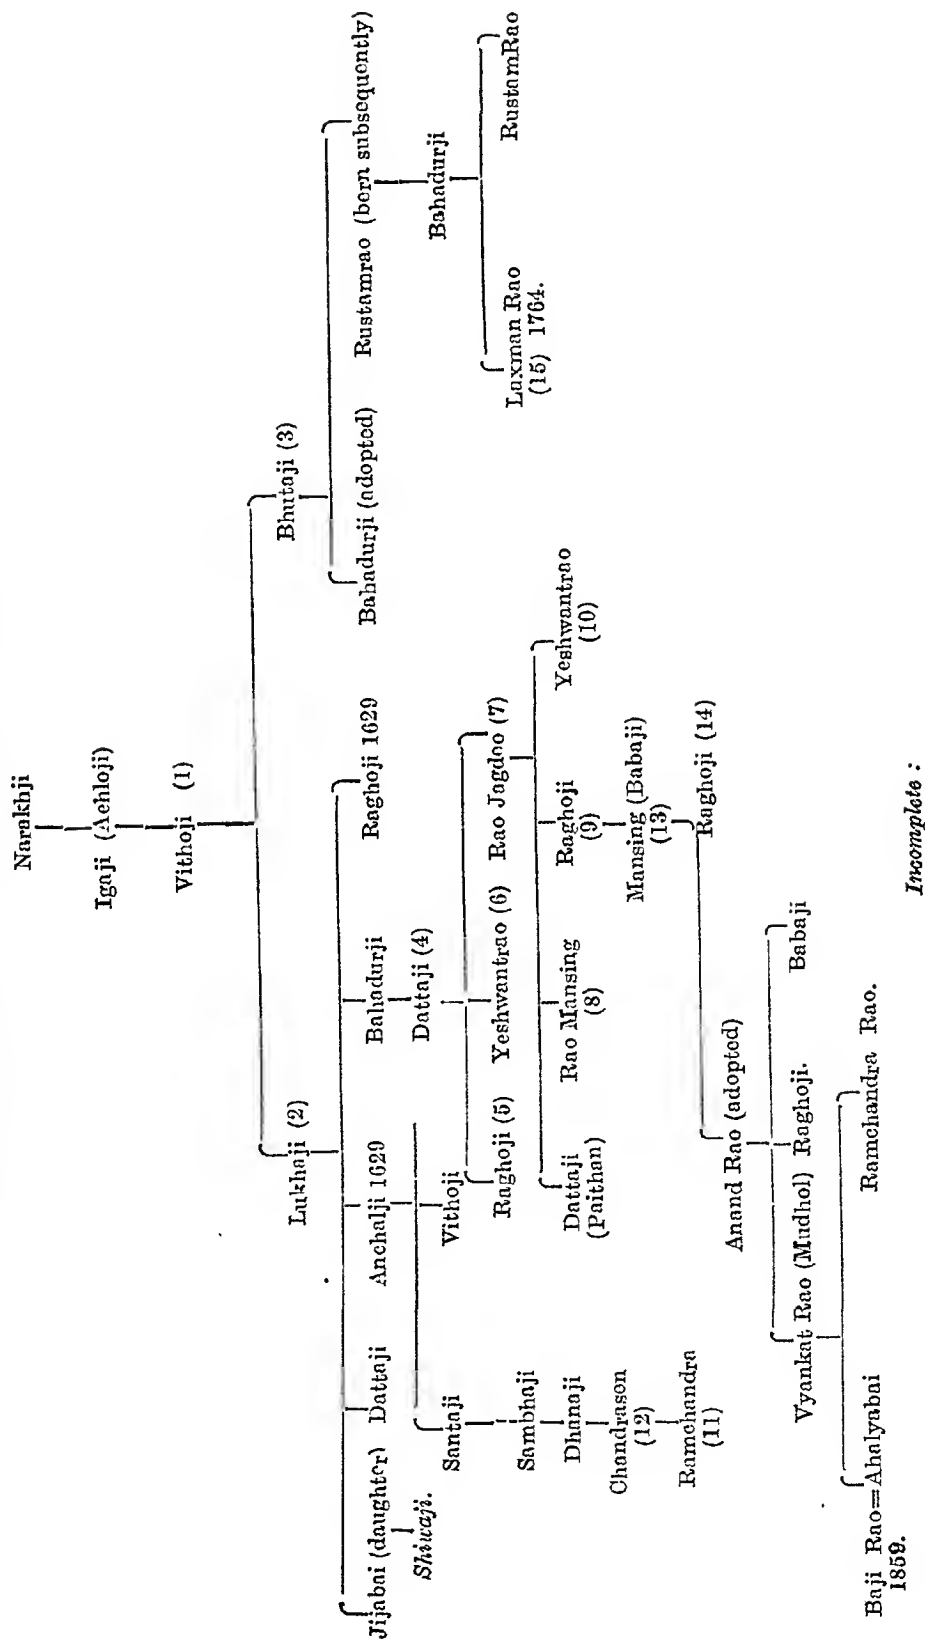 Narakhji
Igaji (Achloji)
Vithoji (1)
Lukhaji (2) Bhutaji (3)
Jijabai (daughter) Dattaji Anchalji 1629 Bahadurji Raghoji 1629 Bahadurji (adopted) Rustamrao (born subsequently)
Shiwaji. Santaji Vithoji Dattaji (4) Bahadurji
Raghoji (5) Yeshwantrao (6) Rao Jagdoo (7) Laxman Rao RustamRao
(15) 1764.
Sambhaji
Dattaji Rao Mansing Raghoji Yeshwantrao
(Paithan) (8) (9) (10)
Dhanaji
Chandrasen Mansing (Babaji)
(12) (13)
Ramchandra Raghoji (14)
(11)
Anand Rao (adopted)
Vyankat Rao (Mudhol) Raghoji. Babaji
Baji Rao=Ahalyabai Ramchandra Rao.
1859.
Incomplete :